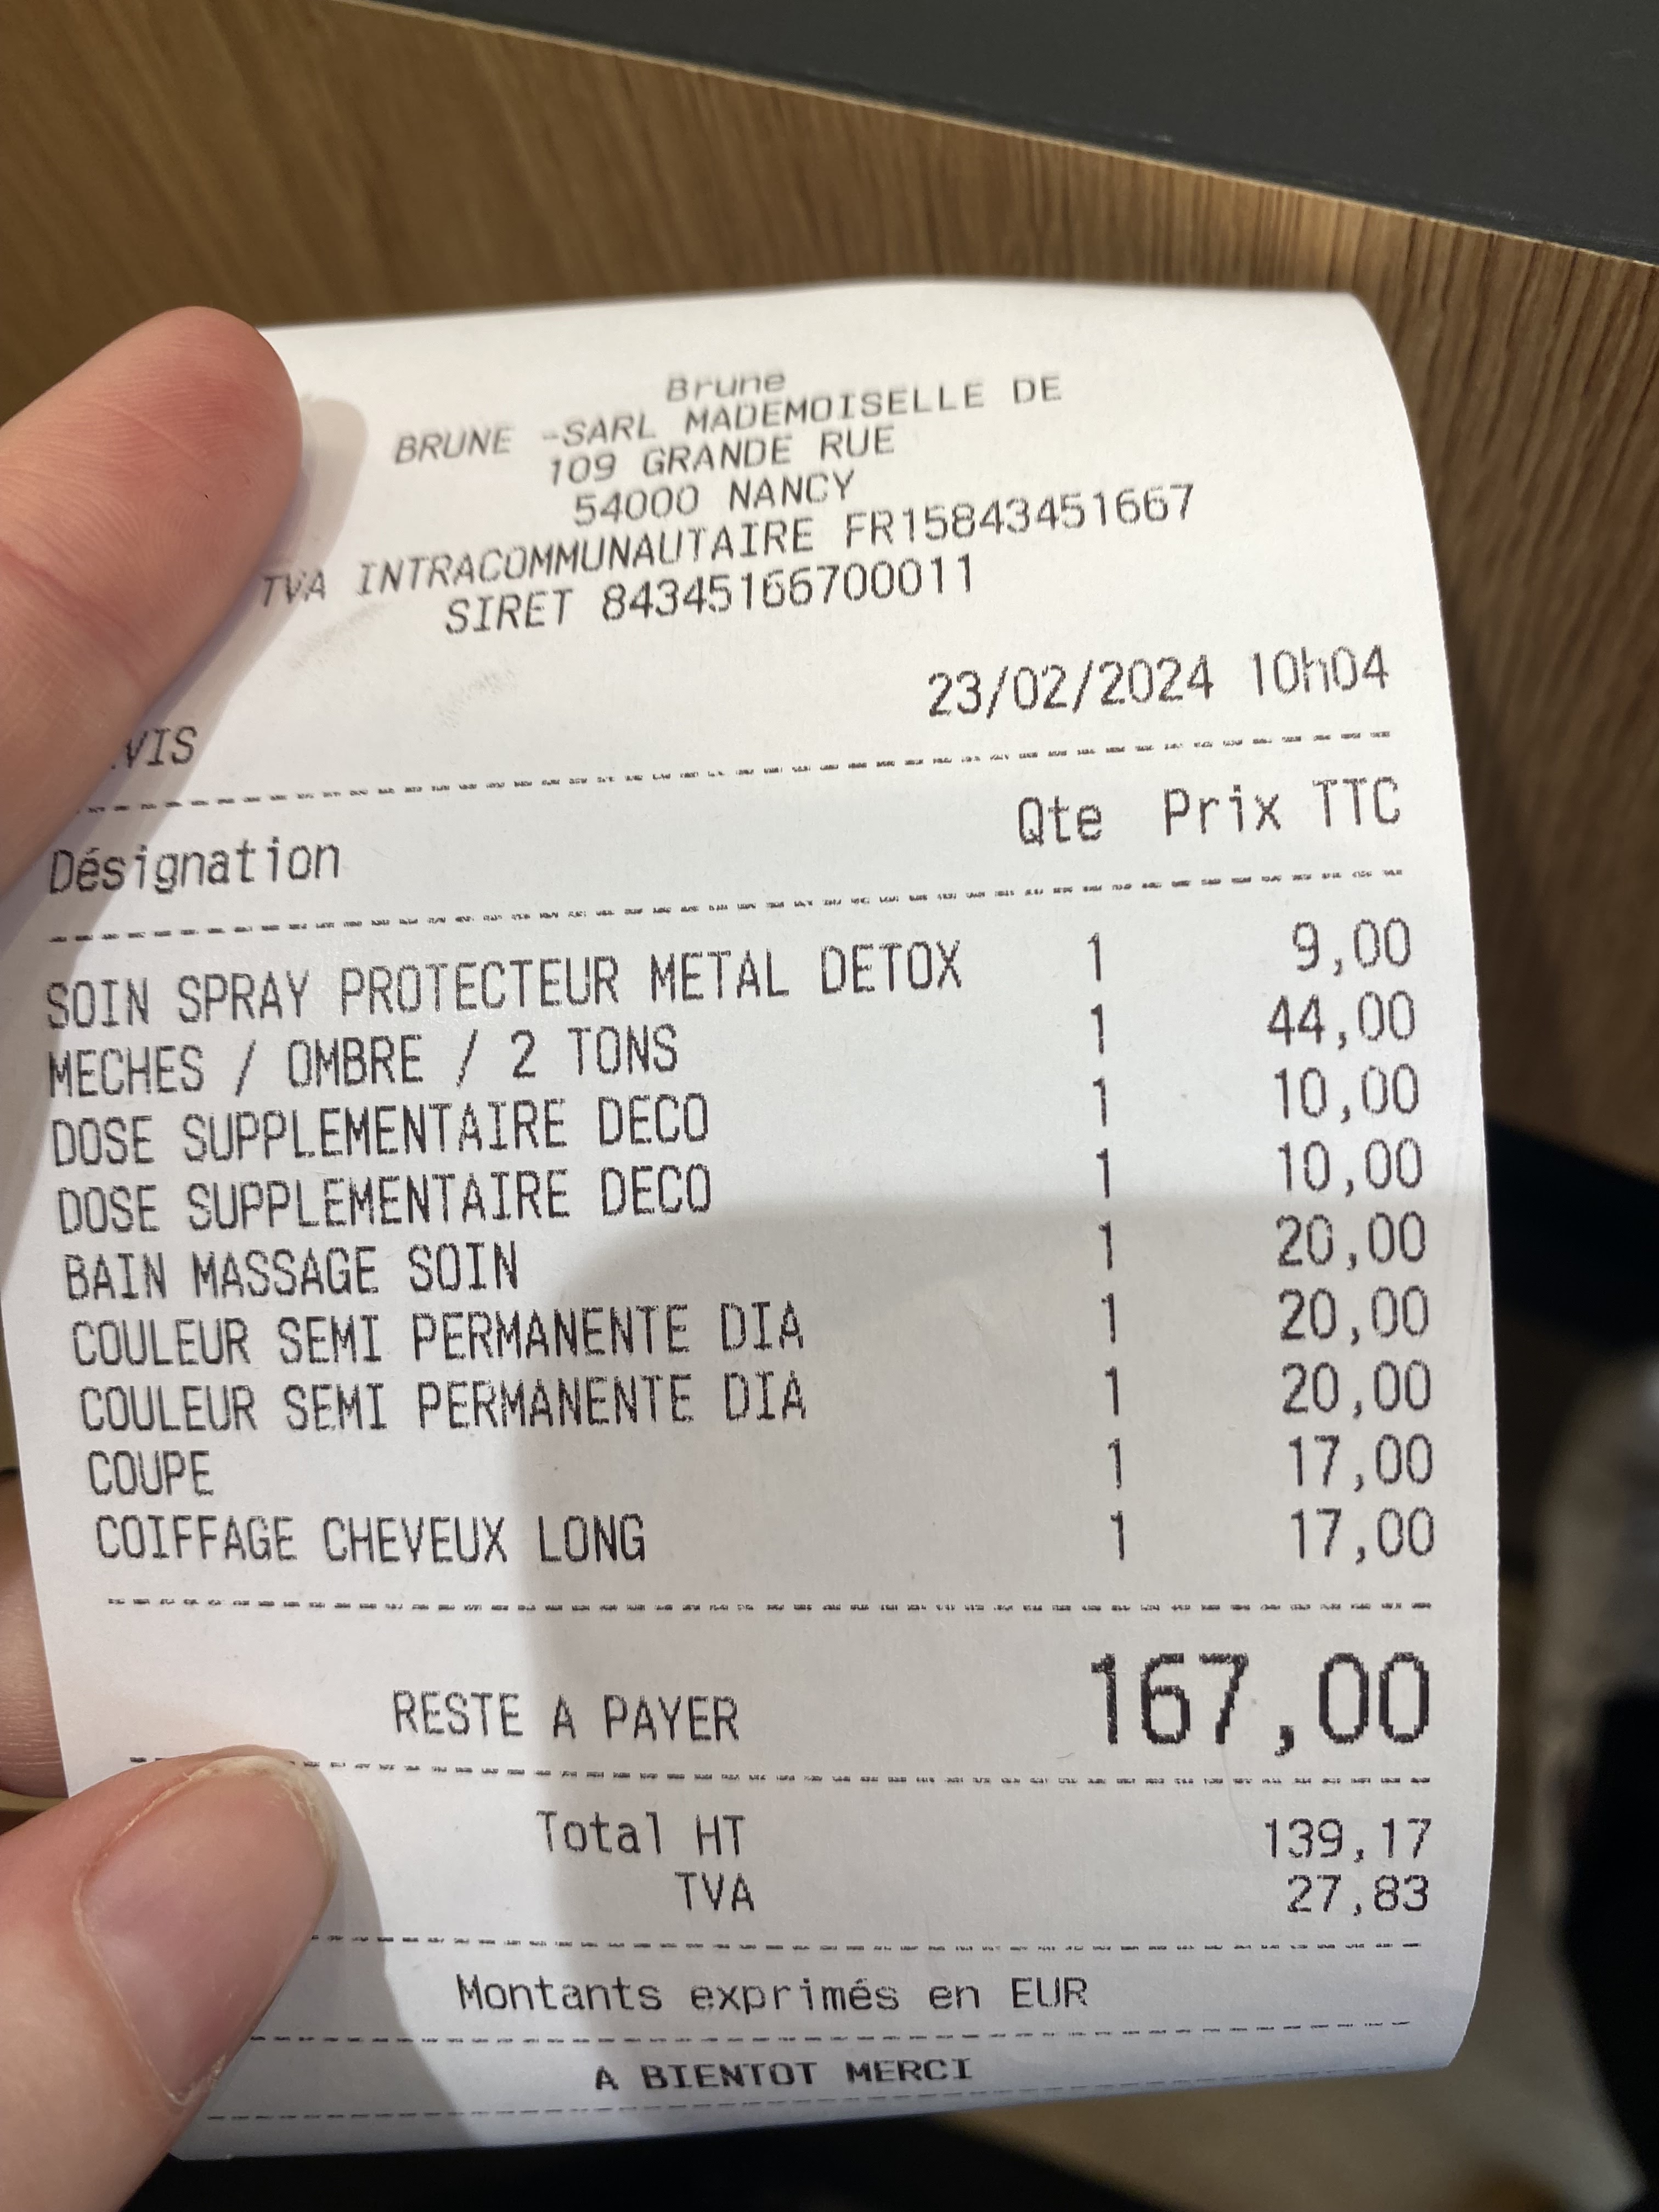 Brune
BRUNE -SARL MADEMOISELLE DE
109 GRANDE RUE
54000 NANCY
TVA INTRACOMMUNAUTAIRE FR15843451667
SIRET 84345166700011
23/02/2024 10h04
VIS
Désignation Qte Prix TTC
SOIN SPRAY PROTECTEUR METAL DETOX 1 9,00
MECHES / OMBRE / 2 TONS 1 44,00
DOSE SUPPLEMENTAIRE DECO 1 10,00
DOSE SUPPLEMENTAIRE DECO 1 10,00
BAIN MASSAGE SOIN 1 20,00
COULEUR SEMI PERMANENTE DIA 1 20,00
COULEUR SEMI PERMANENTE DIA 1 20,00
COUPE 1 17,00
COIFFAGE CHEVEUX LONG 1 17,00
RESTE A PAYER 167,00
Total HT 139,17
TVA 27,83
Montants exprimés en EUR
A BIENTOT MERCI